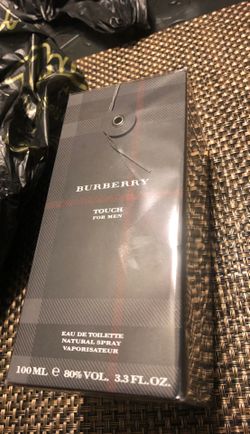 BURBERRY
TOUCH
FOR MEN
EAU DE TOILETTE
NATURAL SPRAY
VAPORISATEUR
100 ML ℮ 80% VOL. 3.3 FL.OZ.